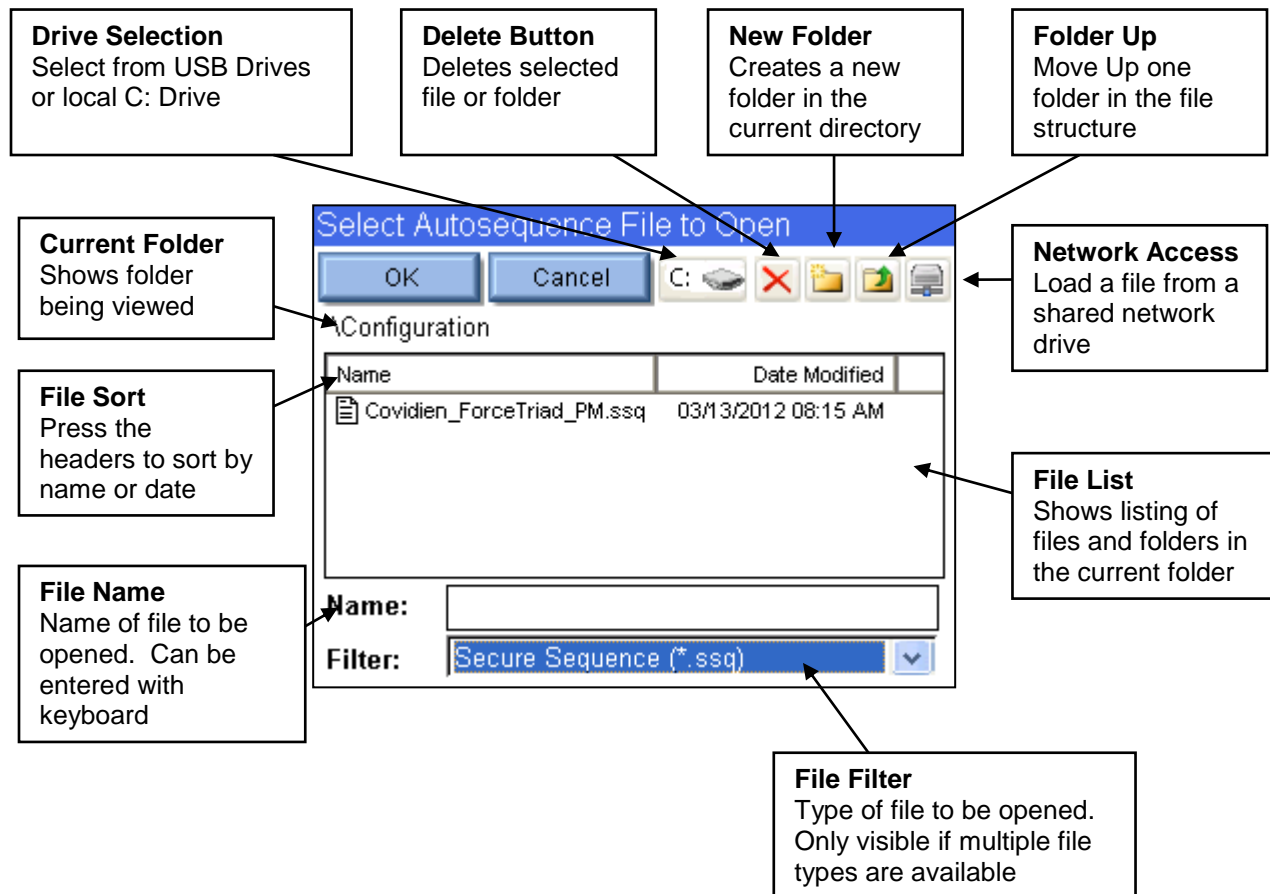 Drive Selection
Select from USB Drives
or local C: Drive
Delete Button
Deletes selected
file or folder
New Folder
Creates a new
folder in the
current directory
Folder Up
Move Up one
folder in the file
structure
Current Folder
Shows folder
being viewed
Select Autosequence File to Open
OK
Cancel
C:
\Configuration
Network Access
Load a file from a
shared network
drive
File Sort
Press the
headers to sort by
name or date
Name
Date Modified
Covidien_ForceTriad_PM.ssq 03/13/2012 08:15 AM
File List
Shows listing of
files and folders in
the current folder
File Name
Name of file to be
opened. Can be
entered with
keyboard
Name:
Filter: Secure Sequence (*.ssq)
File Filter
Type of file to be opened.
Only visible if multiple file
types are available